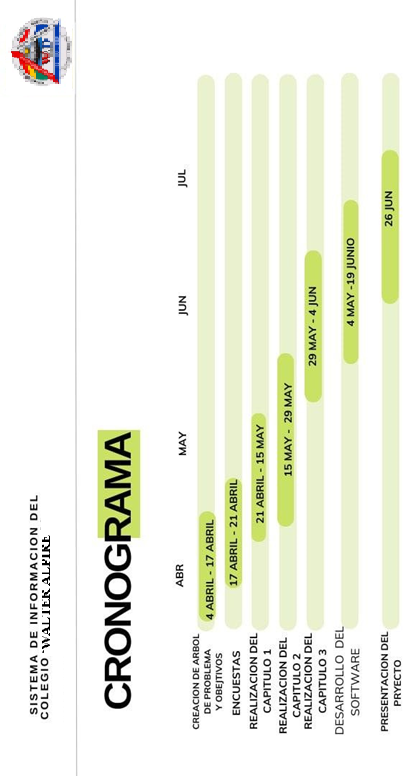 SISTEMA DE INFORMACION DEL
COLEGIO "WALTER ALPIRE
CRONOGRAMA
ABR MAY JUN JUL
CREACION DE ARBOL
DE PROBLEMA
Y OBEJTIVOS
4 ABRIL - 17 ABRIL
ENCUESTAS
17 ABRIL - 21 ABRIL
REALIZACION DEL
CAPITULO 1
21 ABRIL - 15 MAY
REALIZACION DEL
CAPITULO 2
15 MAY - 29 MAY
REALIZACION DEL
CAPITULO 3
29 MAY - 4 JUN
DESARROLLO DEL
SOFTWARE
4 MAY -19 JUNIO
PRESENTACION DEL
PRYECTO
26 JUN